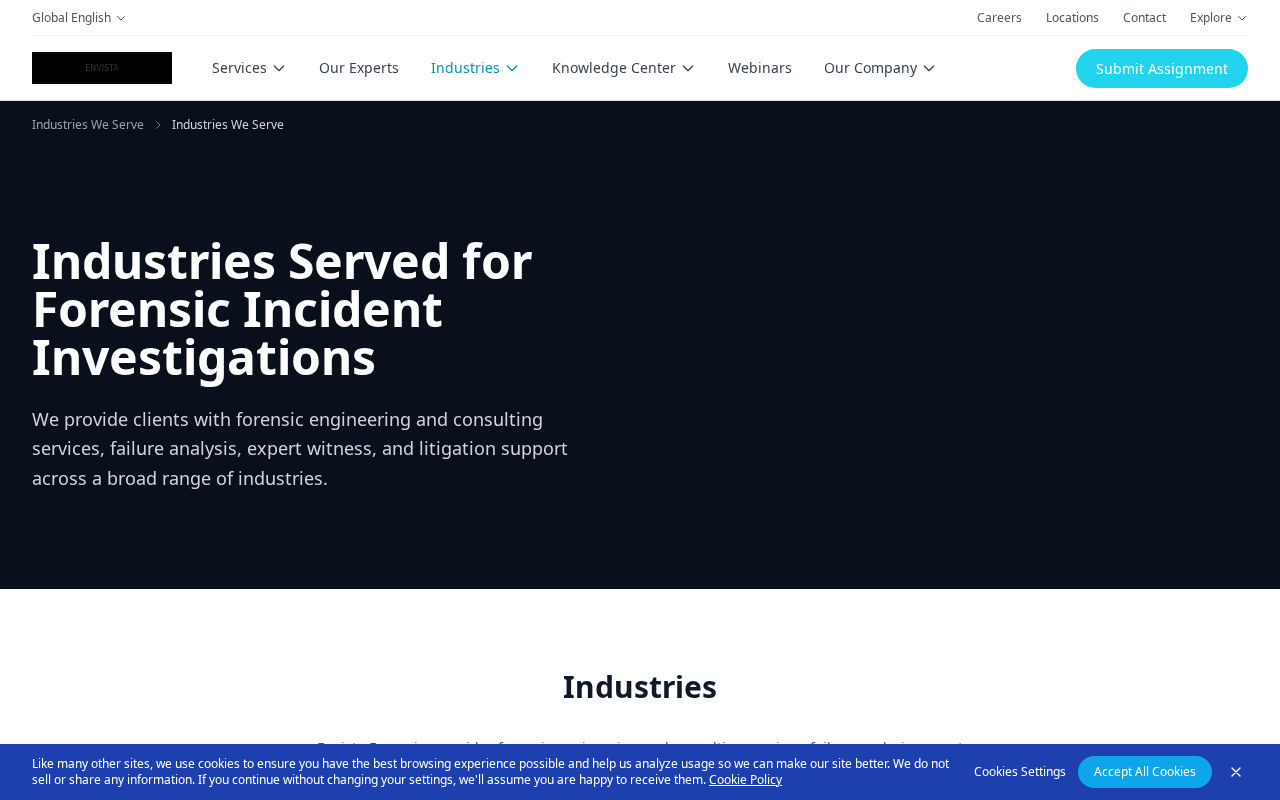 Global English
Careers
Locations
Contact
Explore
ENVISTA
Services
Our Experts
Industries
Knowledge Center
Webinars
Our Company
Submit Assignment
Industries We Serve
Industries We Serve
Industries Served for
Forensic Incident
Investigations
We provide clients with forensic engineering and consulting
services, failure analysis, expert witness, and litigation support
across a broad range of industries.
Industries
Like many other sites, we use cookies to ensure you have the best browsing experience possible and help us analyze usage so we can make our site better. We do not
sell or share any information. If you continue without changing your settings, we'll assume you are happy to receive them. Cookie Policy
Cookies Settings
Accept All Cookies